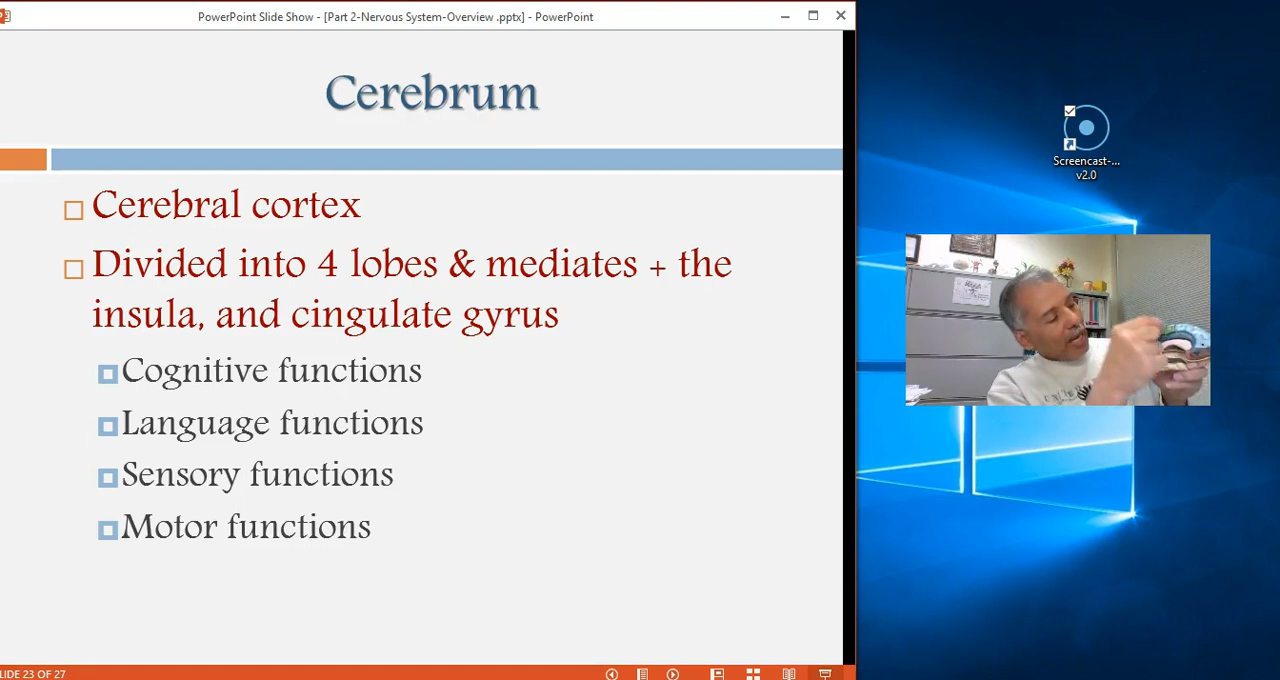 PowerPoint Slide Show - [Part 2-Nervous System-Overview .pptx] - PowerPoint
Cerebrum
Cerebral cortex
Divided into 4 lobes & mediates + the
insula, and cingulate gyrus
Cognitive functions
Language functions
Sensory functions
Motor functions
LIDE 23 OF 27
Screencast-...
v2.0